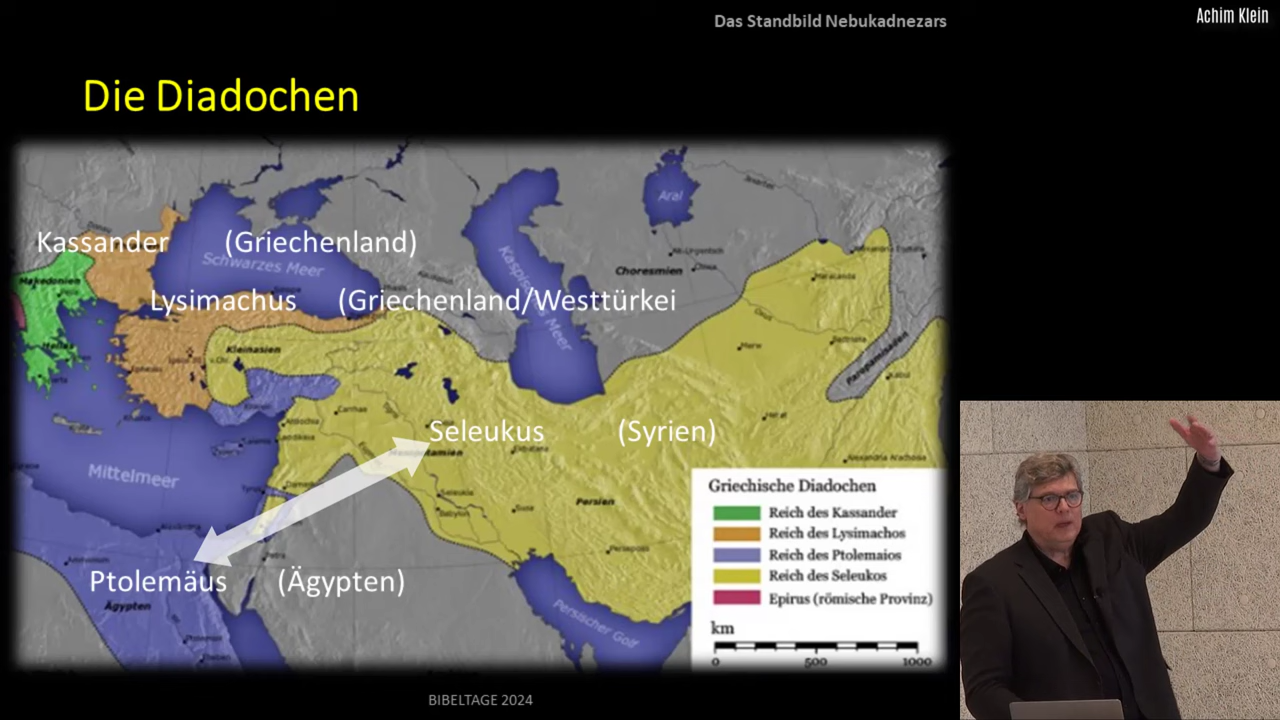 Das Standbild Nebukadnezars
Achim Klein
Die Diadochen
Aral
Kassander (Griechenland)
Schwarzes Meer
Choresmien
Makedonien
Kaspisches Meer
Lysimachus (Griechenland/Westtürkei
Kleinasien
Merw
Paropamisaden
Seleukus (Syrien)
Mittelmeer
Griechische Diadochen
Reich des Kassander
Persien
Reich des Lysimachos
Reich des Ptolemaios
Ptolemäus (Ägypten)
Reich des Seleukos
Ägypten
Epirus (römische Provinz)
Persischer Golf
km
0 500 1000
BIBELTAGE 2024